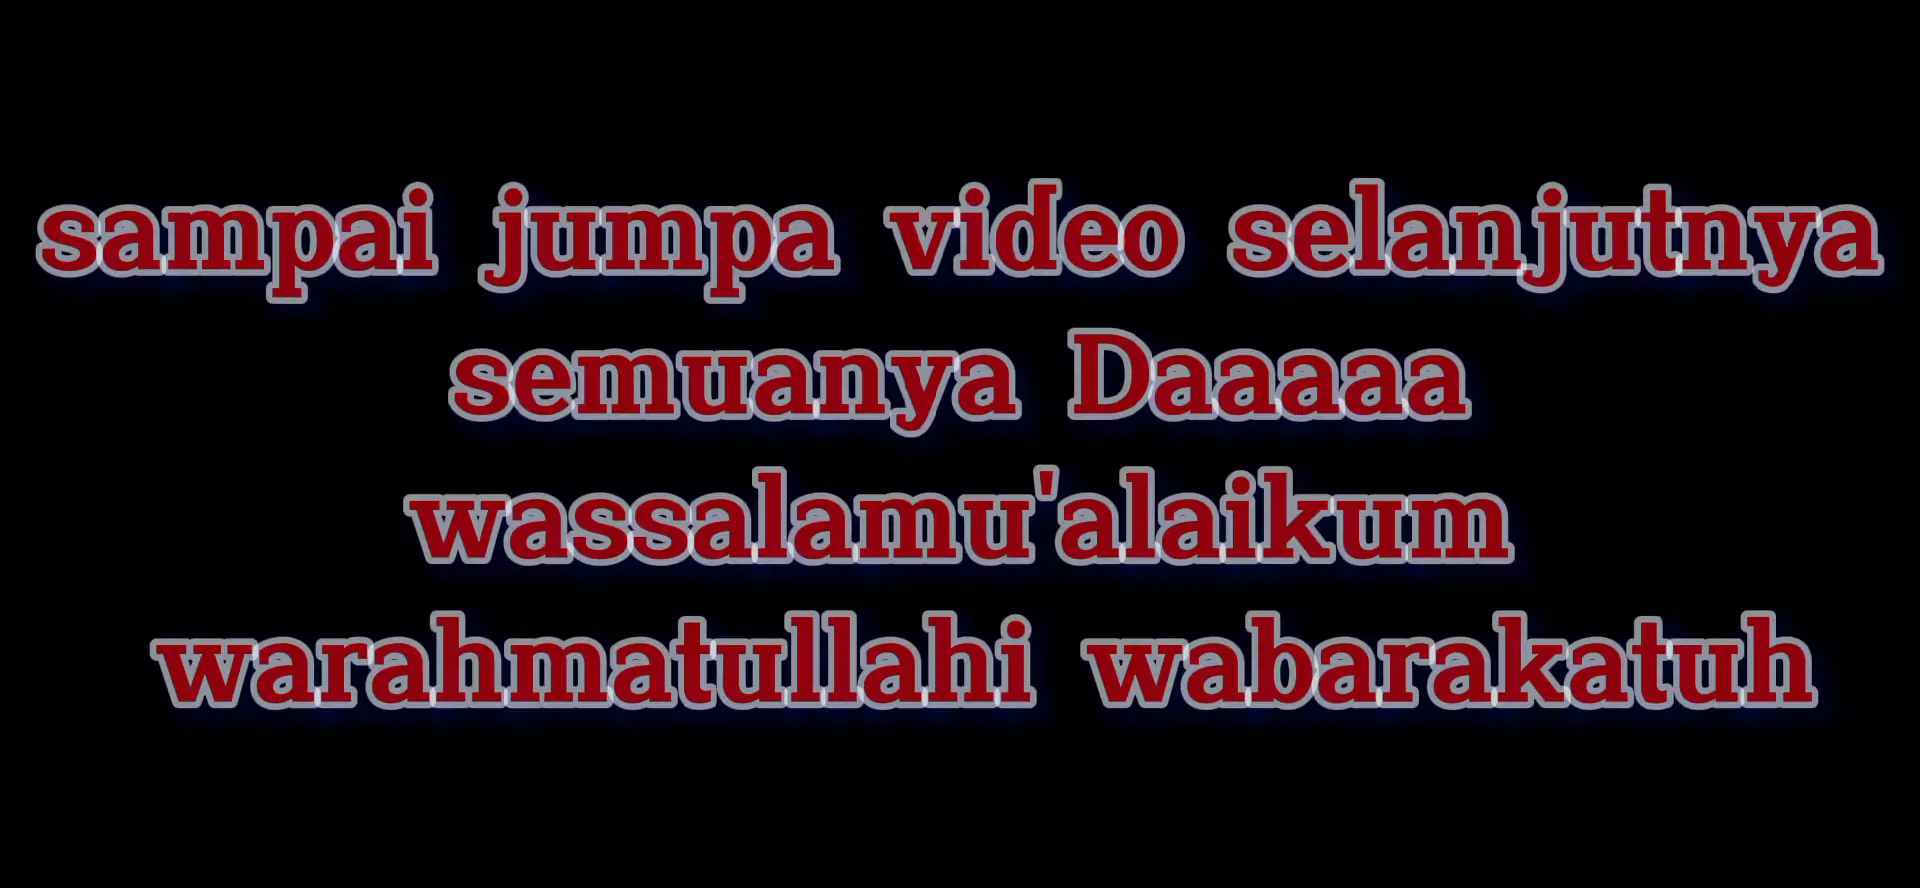 sampai jumpa video selanjutnya
semuanya Daaaaa
wassalamu'alaikum
warahmatullahi wabarakatuh